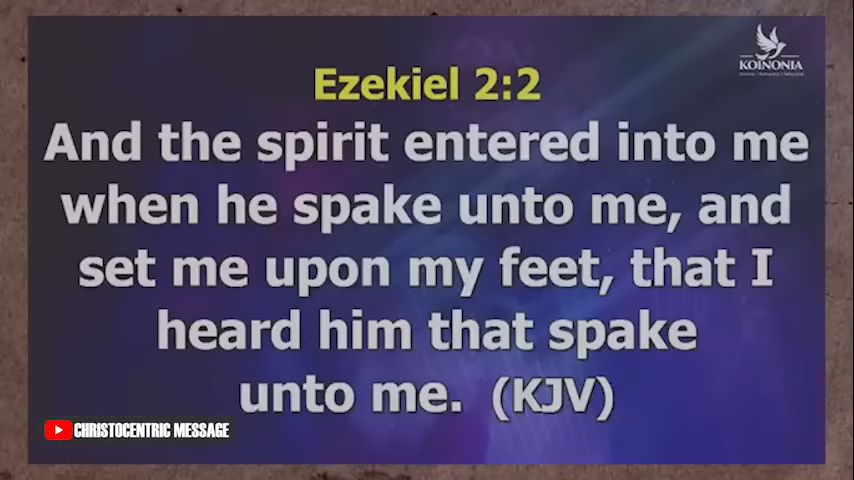 KOINONIA
Ezekiel 2:2
And the spirit entered into me
when he spake unto me, and
set me upon my feet, that I
heard him that spake
unto me. (KJV)
CHRISTOCENTRIC MESSAGE